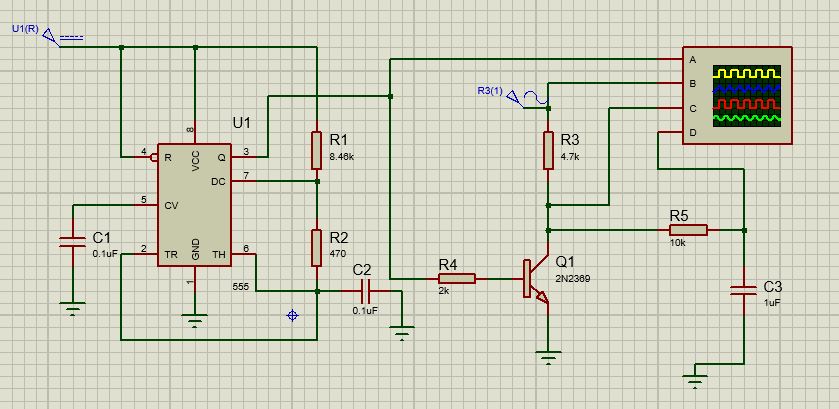 U1(R)
U1
4
R
8
VCC
Q
3
DC
7
5
CV
GND
2
TR
TH
6
1
555
C1
0.1uF
R1
8.46k
R2
470
C2
0.1uF
R4
2k
R3(1)
R3
4.7k
Q1
2N2369
R5
10k
C3
1uF
A
B
C
D